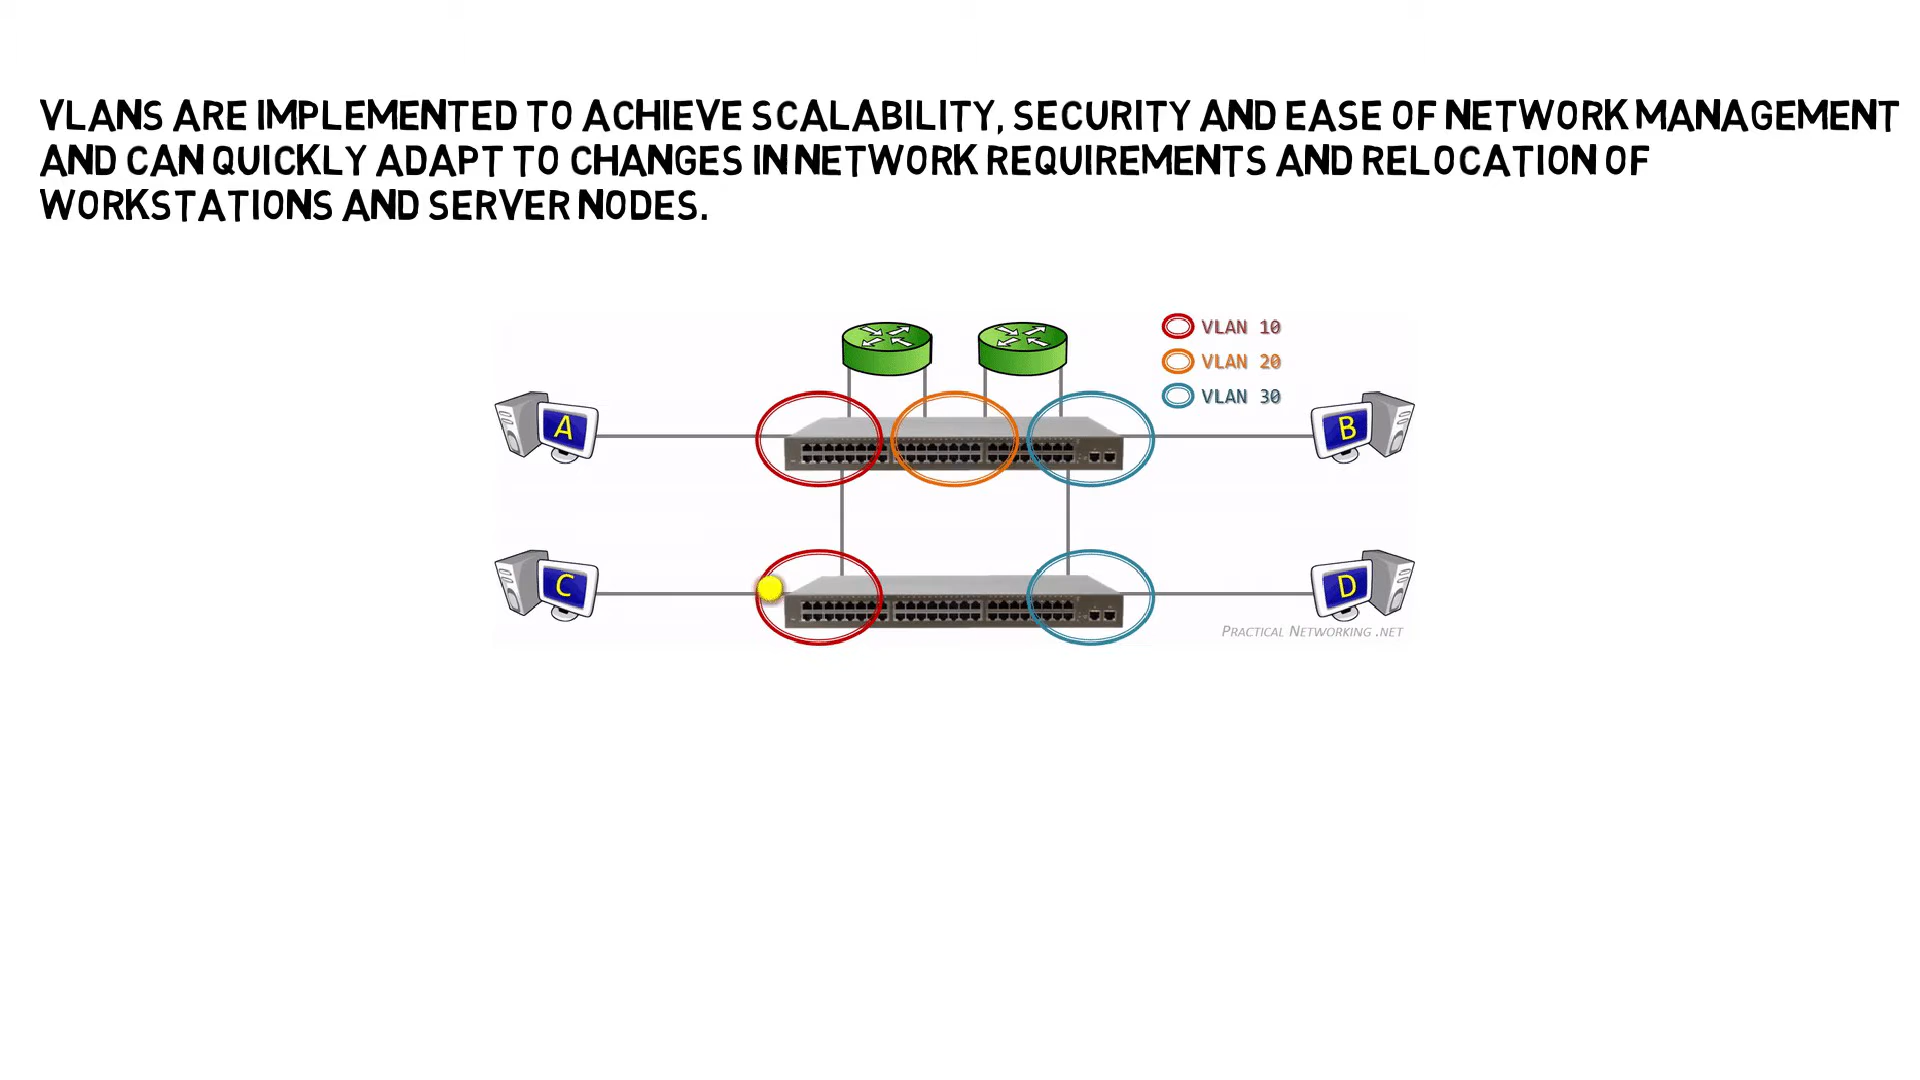 VLANS ARE IMPLEMENTED TO ACHIEVE SCALABILITY, SECURITY AND EASE OF NETWORK MANAGEMENT
AND CAN QUICKLY ADAPT TO CHANGES IN NETWORK REQUIREMENTS AND RELOCATION OF
WORKSTATIONS AND SERVER NODES.
VLAN 10
VLAN 20
VLAN 30
A
B
C
D
PRACTICAL NETWORKING .NET